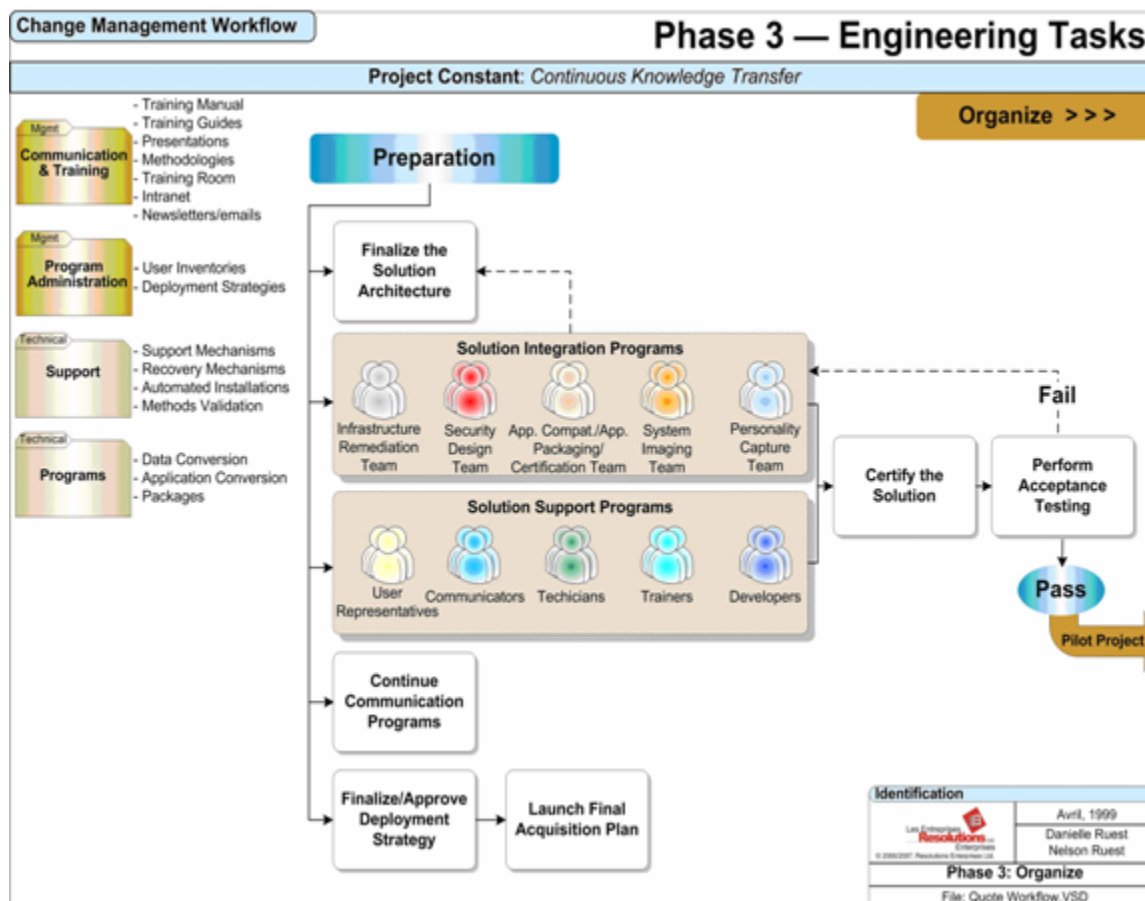 Change Management Workflow
Phase 3 — Engineering Tasks
Project Constant: Continuous Knowledge Transfer
Organize > > >
Mgmt
Communication
& Training
- Training Manual
- Training Guides
- Presentations
- Methodologies
- Training Room
- Intranet
- Newsletters/emails
Mgmt
Program
Administration
- User Inventories
- Deployment Strategies
Technical
Support
- Support Mechanisms
- Recovery Mechanisms
- Automated Installations
- Methods Validation
Technical
Programs
- Data Conversion
- Application Conversion
- Packages
Preparation
Finalize the
Solution
Architecture
Solution Integration Programs
Infrastructure
Remediation
Team
Security
Design
Team
App. Compat./App.
Packaging/
Certification Team
System
Imaging
Team
Personality
Capture
Team
Solution Support Programs
User
Representatives
Communicators
Techicians
Trainers
Developers
Certify the
Solution
Fail
Perform
Acceptance
Testing
Pass
Pilot Project
Continue
Communication
Programs
Finalize/Approve
Deployment
Strategy
Launch Final
Acquisition Plan
Identification
Les Entreprises
Resolutions
Enterprises
Resolutions Enterprises Ltd.
Avril, 1999
Danielle Ruest
Nelson Ruest
Phase 3: Organize
File: Quote Workflow.VSD